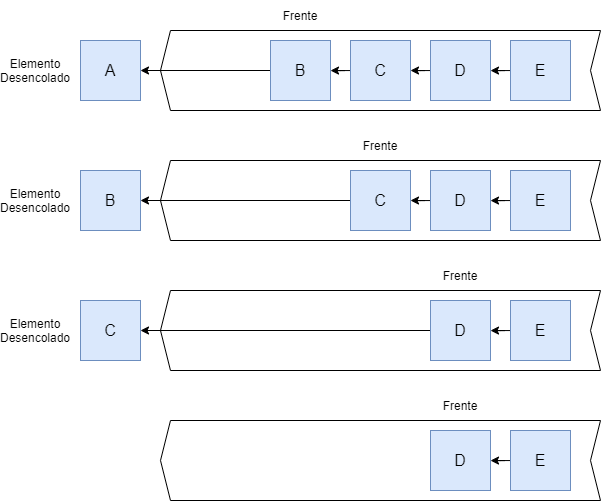 Frente
Elemento
Desencolado
A B C D E
Frente
Elemento
Desencolado
B C D E
Frente
Elemento
Desencolado
C D E
Frente
D E